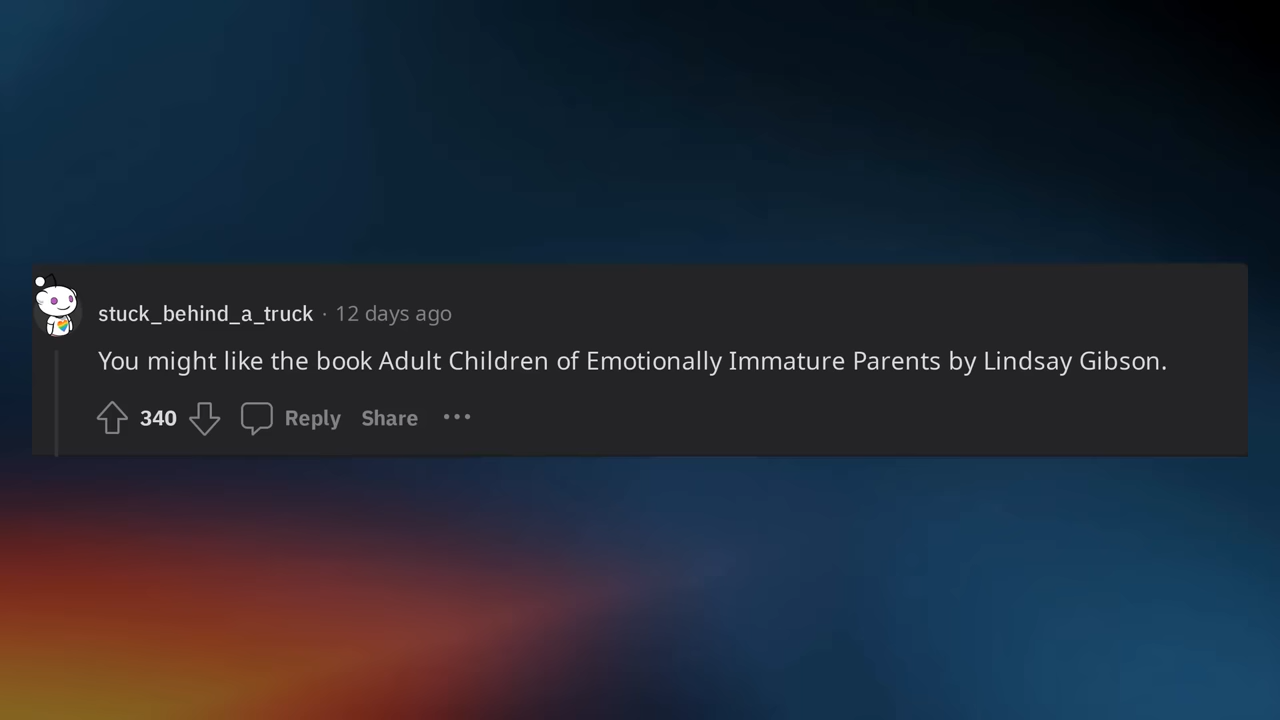 stuck_behind_a_truck · 12 days ago
You might like the book Adult Children of Emotionally Immature Parents by Lindsay Gibson.
340 Reply Share ···